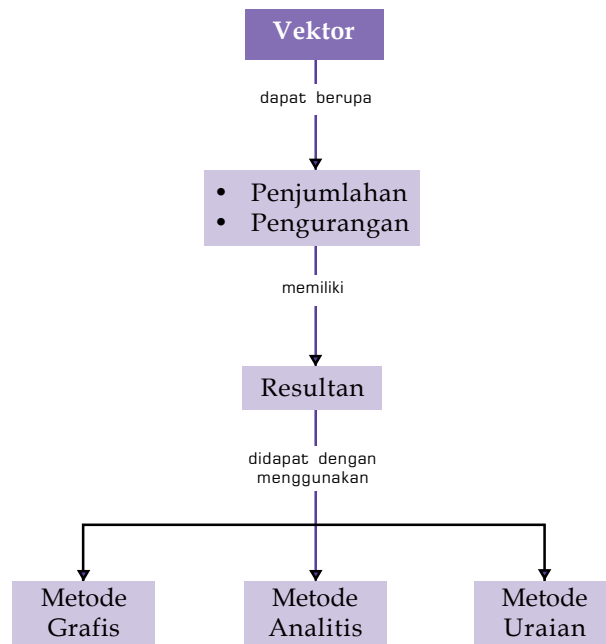 Vektor
dapat berupa
• Penjumlahan
• Pengurangan
memiliki
Resultan
didapat dengan
menggunakan
Metode
Grafis
Metode
Analitis
Metode
Uraian